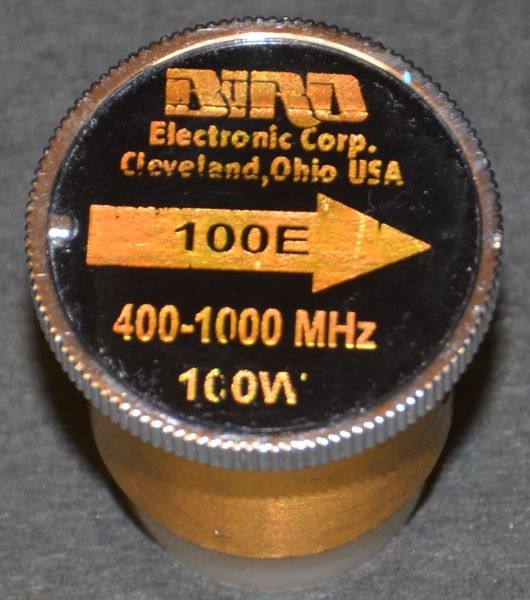 BIRD
Electronic Corp.
Cleveland,Ohio USA
100E
400-1000 MHz
100W